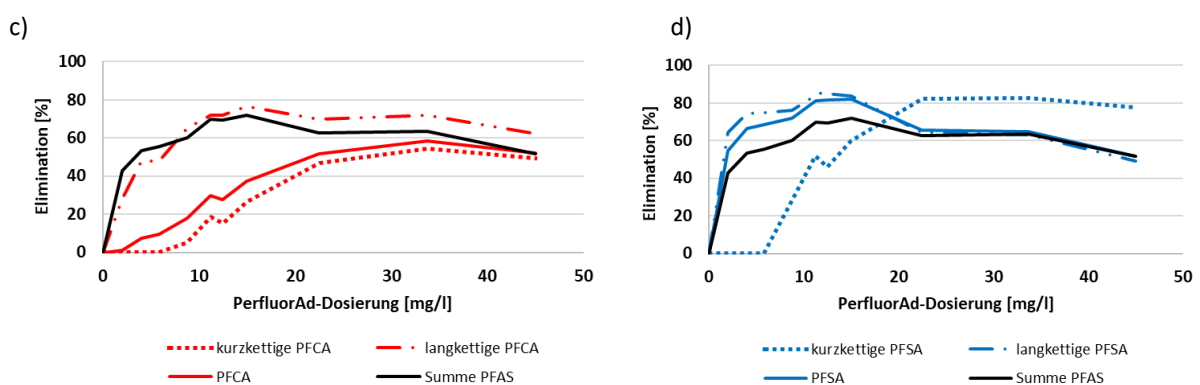 c)
100
80
60
40
20
0
Elimination [%]
0 10 20 30 40 50
PerfluorAd-Dosierung [mg/l]
kurzkettige PFCA langkettige PFCA
PFCA Summe PFAS
d)
100
80
60
40
20
0
Elimination [%]
0 10 20 30 40 50
PerfluorAd-Dosierung [mg/l]
kurzkettige PFSA langkettige PFSA
PFSA Summe PFAS